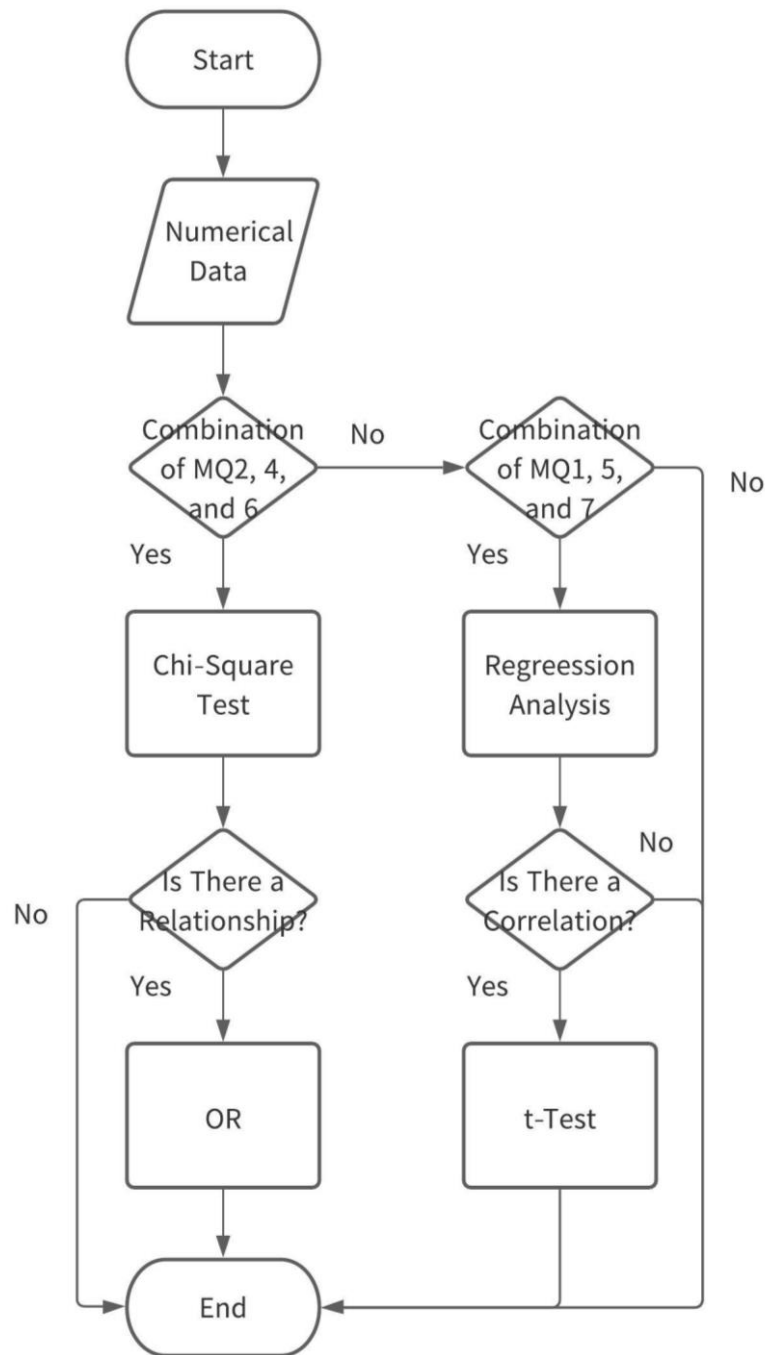 Start
Numerical
Data
Combination
of MQ2, 4,
and 6
No
Combination
of MQ1, 5,
and 7
No
Yes
Yes
Chi-Square
Test
Regreession
Analysis
No
Is There a
Relationship?
No
Is There a
Correlation?
Yes
Yes
OR
t-Test
End